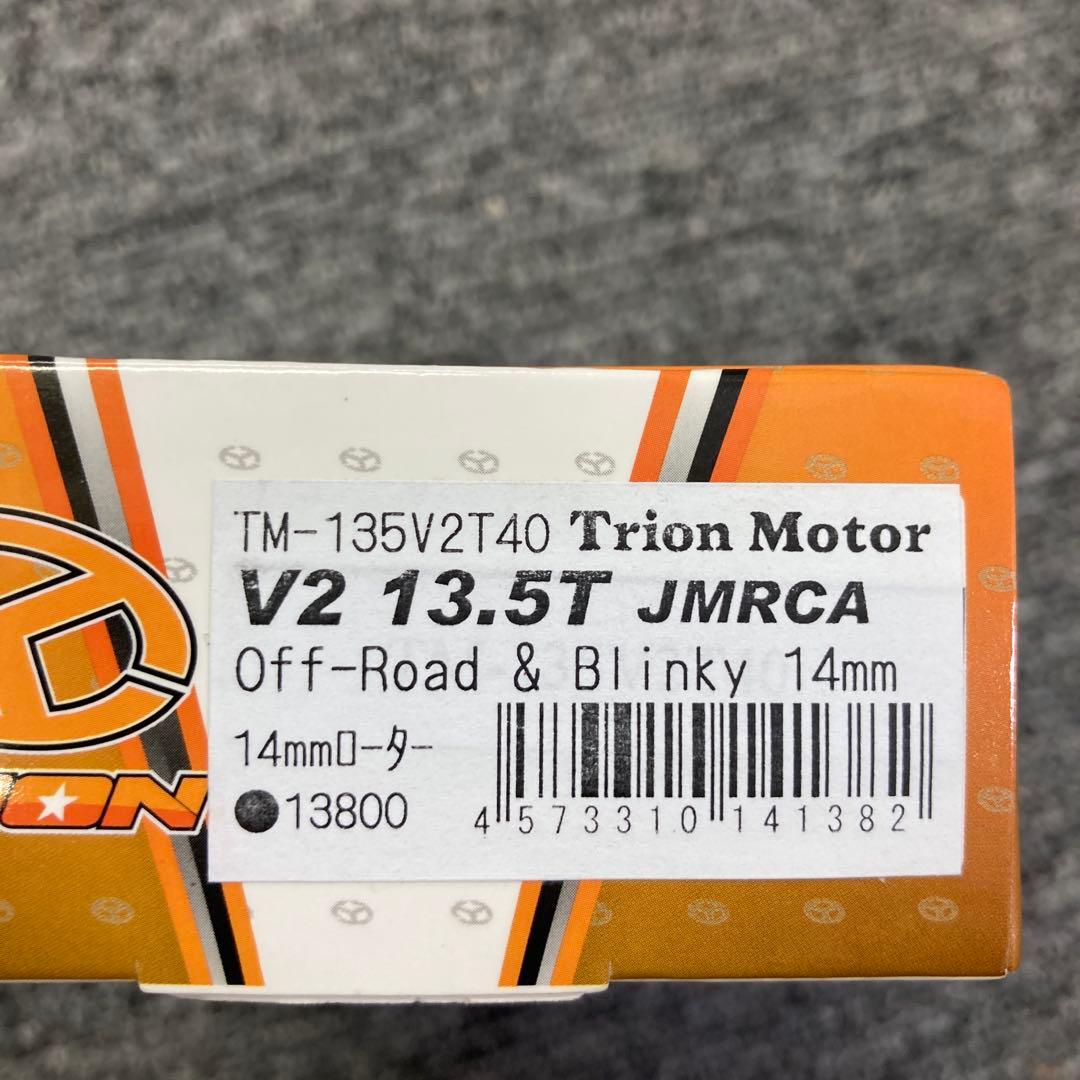 TM-135V2T40 Trion Motor
V2 13.5T JMRCA
Off-Road & Blinky 14mm
14mmローター
●13800
4 573310 141382